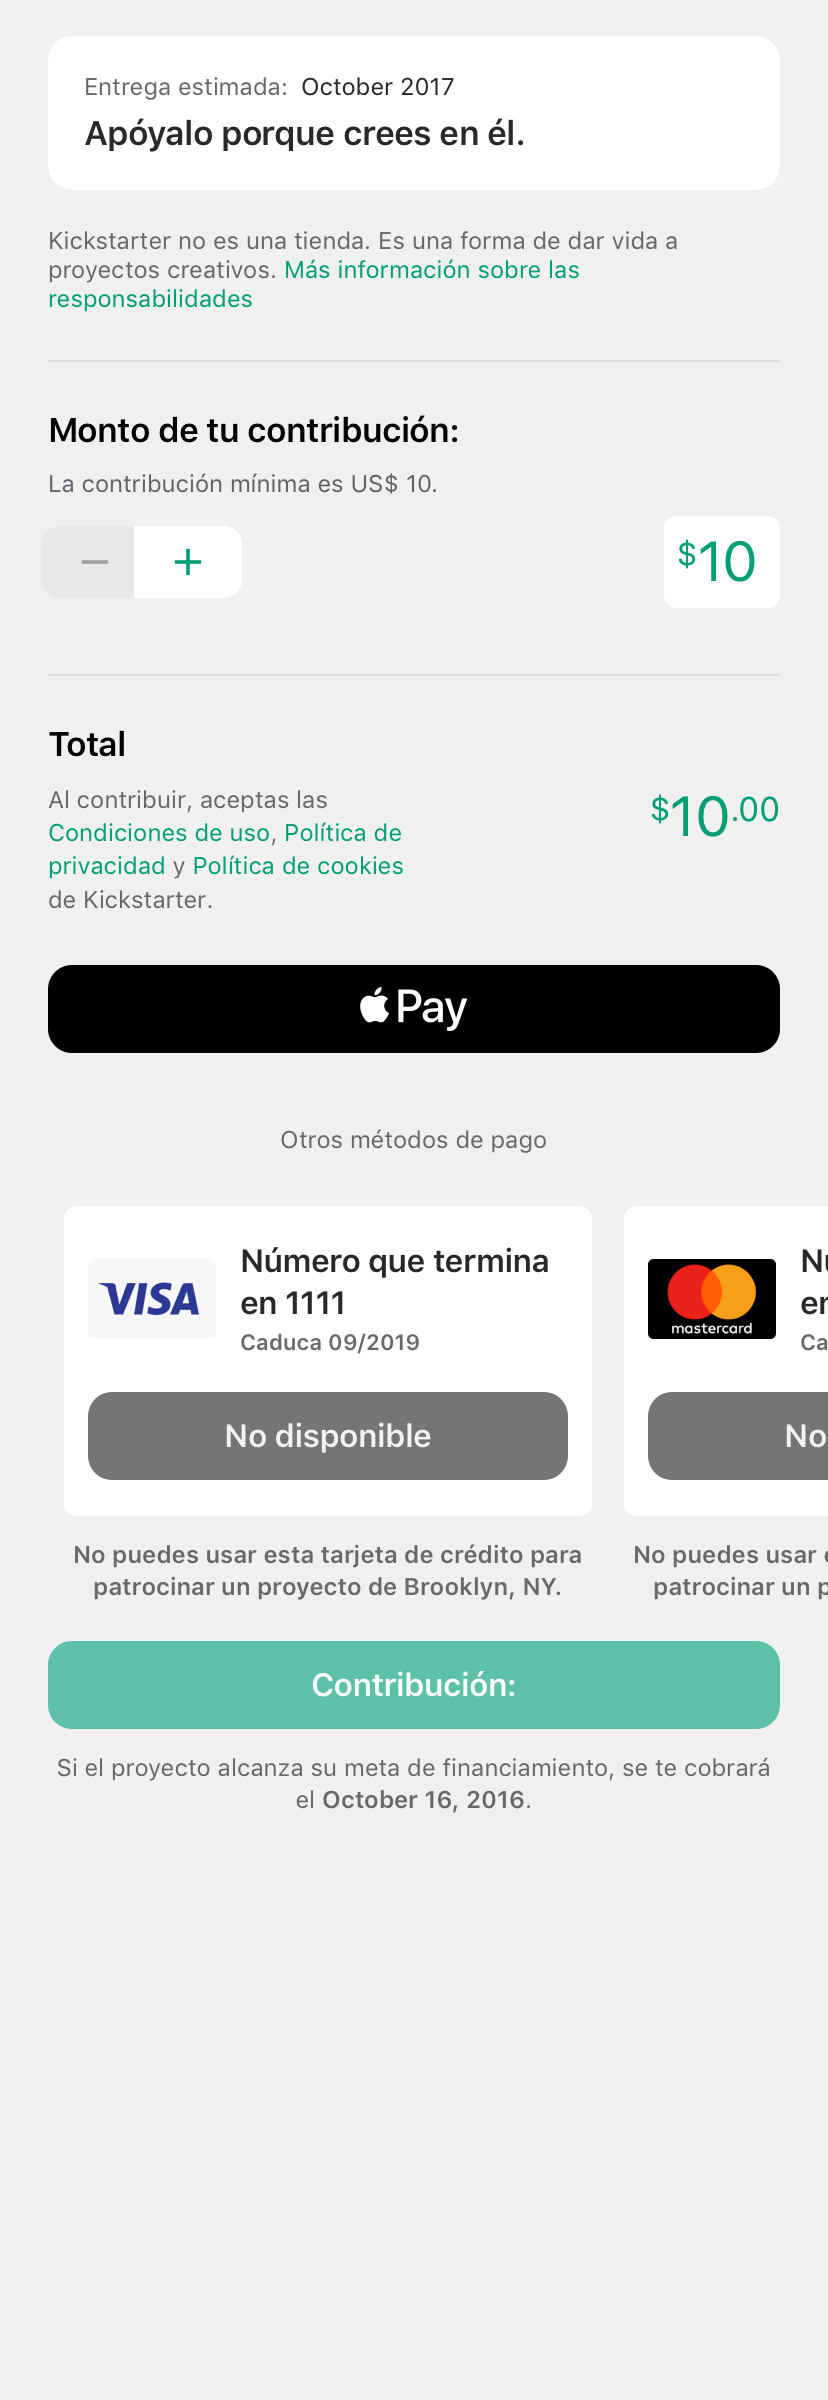 Entrega estimada: October 2017
Apóyalo porque crees en él.
Kickstarter no es una tienda. Es una forma de dar vida a
proyectos creativos. Más información sobre las
responsabilidades
Monto de tu contribución:
La contribución mínima es US$ 10.
$10
Total
Al contribuir, aceptas las
Condiciones de uso, Política de
privacidad y Política de cookies
de Kickstarter.
$10.00
Pay
Otros métodos de pago
VISA
Número que termina
en 1111
Caduca 09/2019
No disponible
No puedes usar esta tarjeta de crédito para
patrocinar un proyecto de Brooklyn, NY.
mastercard
No
No puedes usar
patrocinar un
Contribución:
Si el proyecto alcanza su meta de financiamiento, se te cobrará
el October 16, 2016.